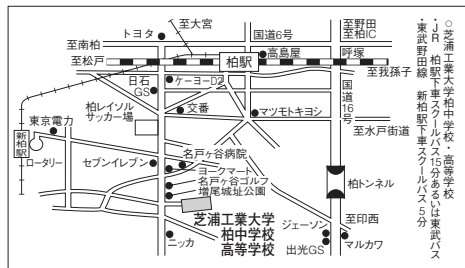 ○芝浦工業大学柏中学校・高等学校
・JR 柏駅下車スクールバス15分あるいは東武バス
・東武野田線 新柏駅下車スクールバス5分
至大宮
トヨタ
国道6号
至野田
至柏IC
至南柏
至松戸
柏駅
高島屋
呼塚
至我孫子
日石
GS
ケーヨーD2
柏レイソル
サッカー場
交番
マツモトキヨシ
国道16号
至水戸街道
東京電力
新柏駅
ロータリー
セブンイレブン
名戸ヶ谷病院
ヨークマート
名戸ヶ谷ゴルフ
増尾城址公園
柏トンネル
芝浦工業大学
柏中学校
高等学校
ジェーソン
至印西
ニッカ
出光GS
マルカワ